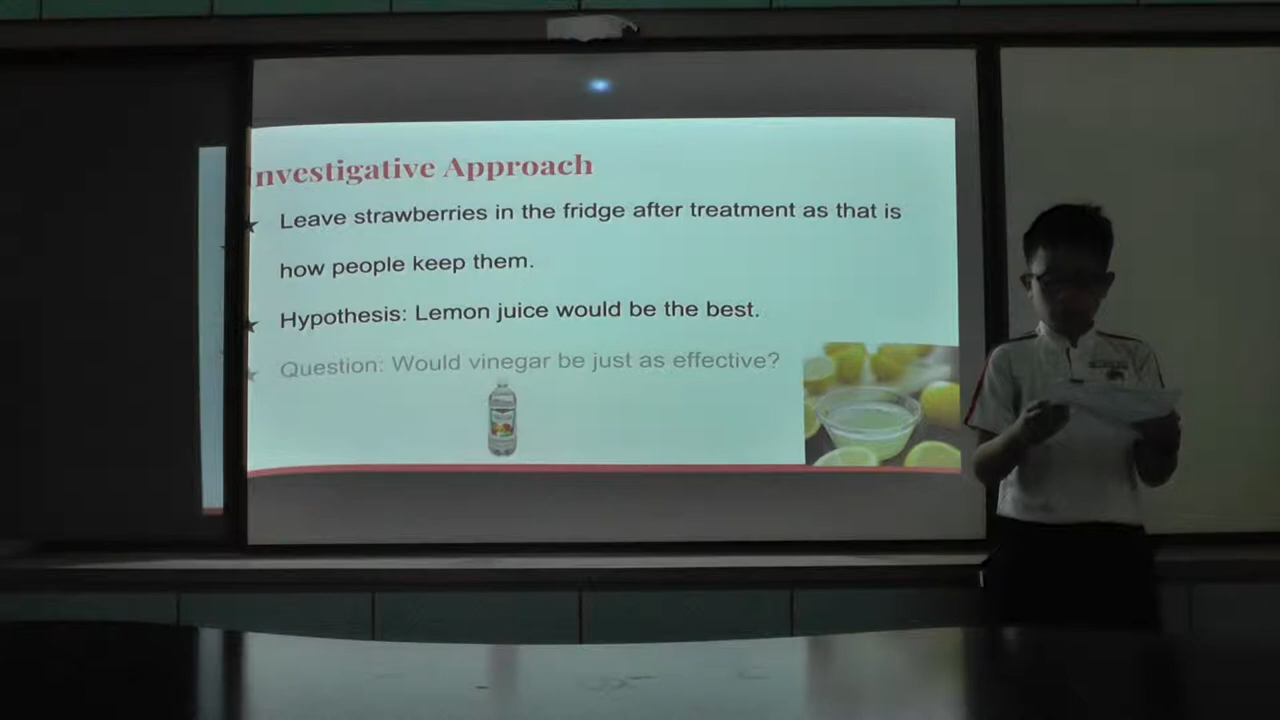 Investigative Approach
★ Leave strawberries in the fridge after treatment as that is
how people keep them.
★ Hypothesis: Lemon juice would be the best.
★ Question: Would vinegar be just as effective?